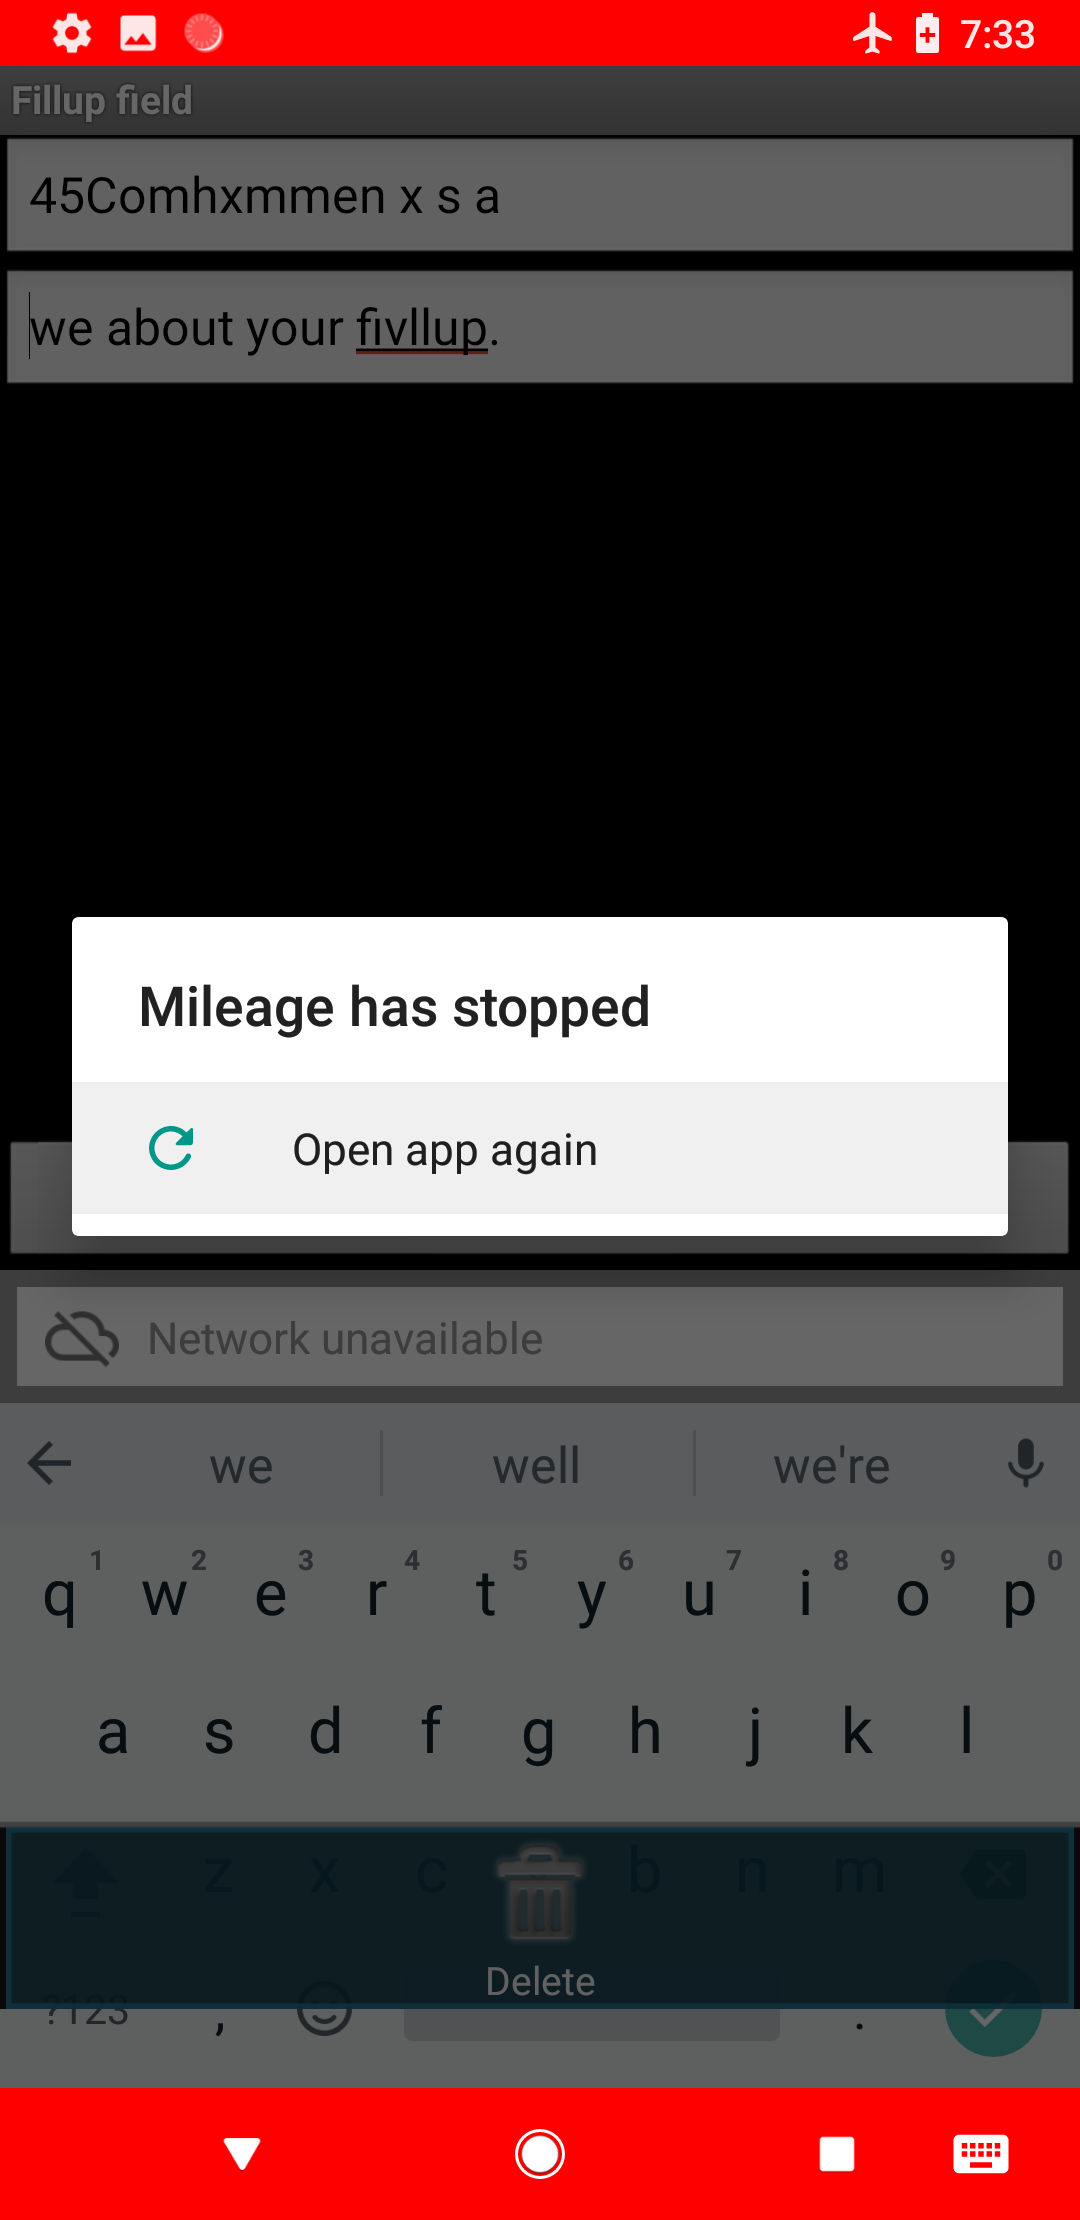 7:33
Fillup field
45Comhxmmen x s a
we about your fivllup.
Mileage has stopped
Open app again
Network unavailable
we well we're
1 2 3 4 5 6 7 8 9 0
q w e r t y u i o p
a s d f g h j k l
z x c b n m
Delete
?123 , .